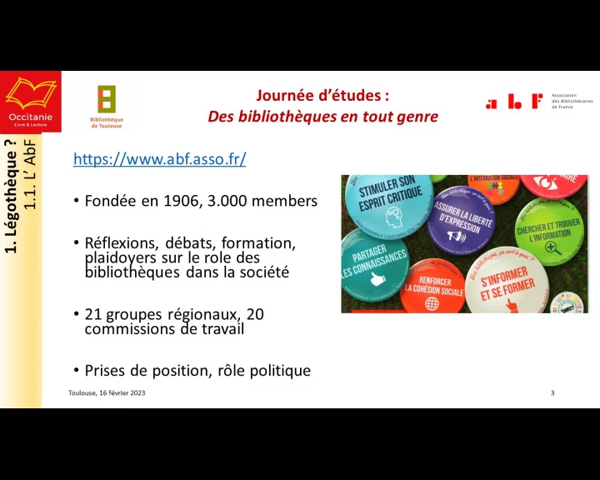 Journée d'études :
Des bibliothèques en tout genre
Occitanie
Livre & Lecture
Bibliothèque
de Toulouse
abf
Association
des Bibliothécaires
de France
1. Légothèque ?
1.1. L' AbF
https://www.abf.asso.fr/
• Fondée en 1906, 3.000 members
• Réflexions, débats, formation,
plaidoyers sur le role des
bibliothèques dans la société
• 21 groupes régionaux, 20
commissions de travail
• Prises de position, rôle politique
STIMULER SON
ESPRIT CRITIQUE
L'INTÉGRATION SOCIALE
ASSURER LA LIBERTÉ
D'EXPRESSION
CHERCHER ET TROUVER
L'INFORMATION
PARTAGER
LES CONNAISSANCES
RENFORCER
LA COHÉSION SOCIALE
S'INFORMER
ET SE FORMER
Toulouse, 16 février 2023
3